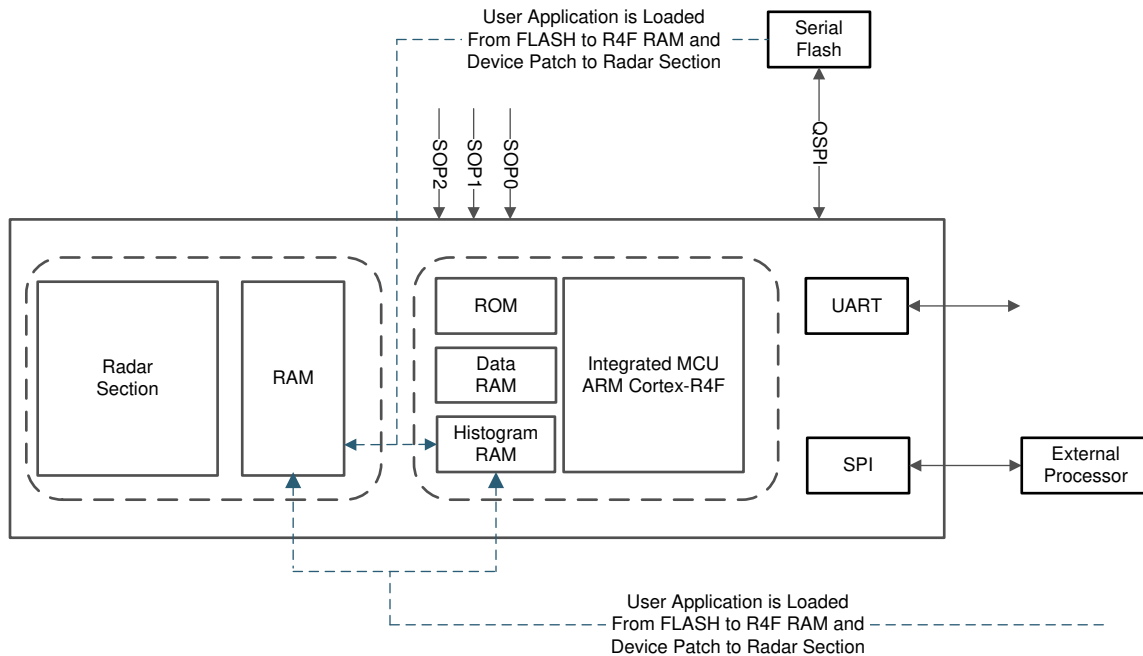 User Application is Loaded
From FLASH to R4F RAM and
Device Patch to Radar Section
Serial
Flash
SOP2
SOP1
SOP0
QSPI
Radar
Section
RAM
ROM
Data
RAM
Histogram
RAM
Integrated MCU
ARM Cortex-R4F
UART
SPI
External
Processor
User Application is Loaded
From FLASH to R4F RAM and
Device Patch to Radar Section